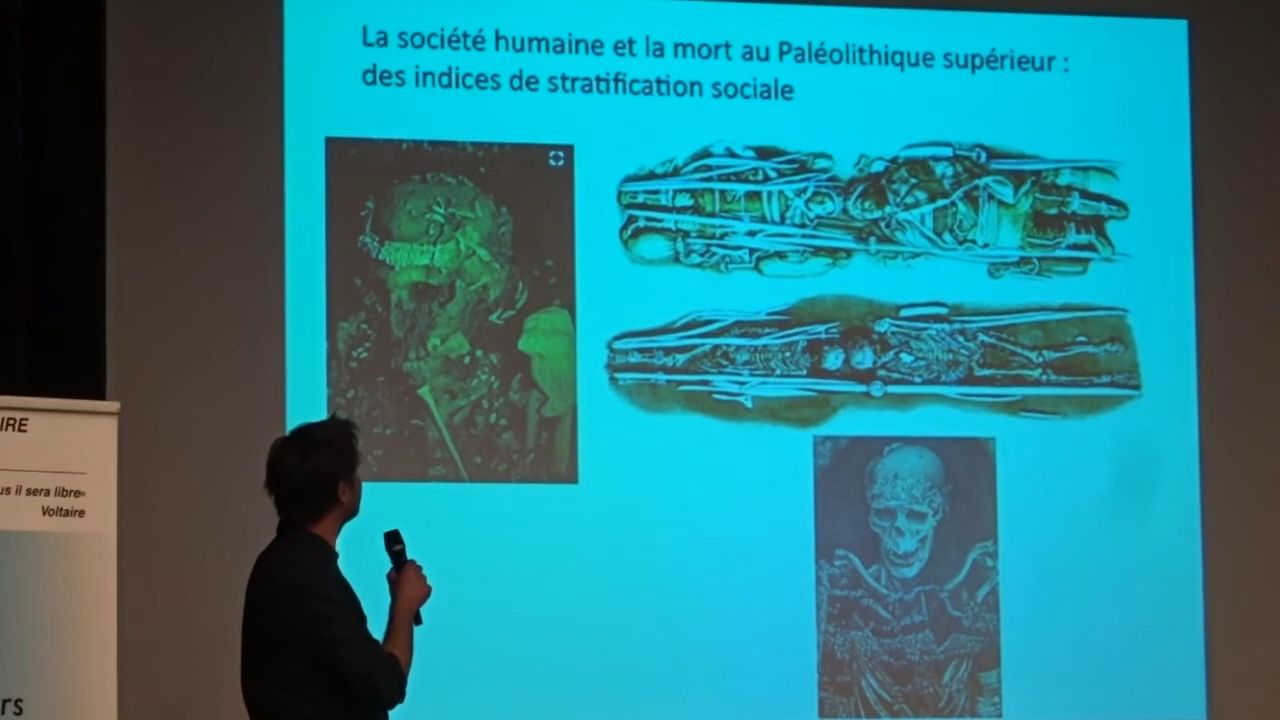 La société humaine et la mort au Paléolithique supérieur :
des indices de stratification sociale
IRE
us il sera libre»
Voltaire
rs